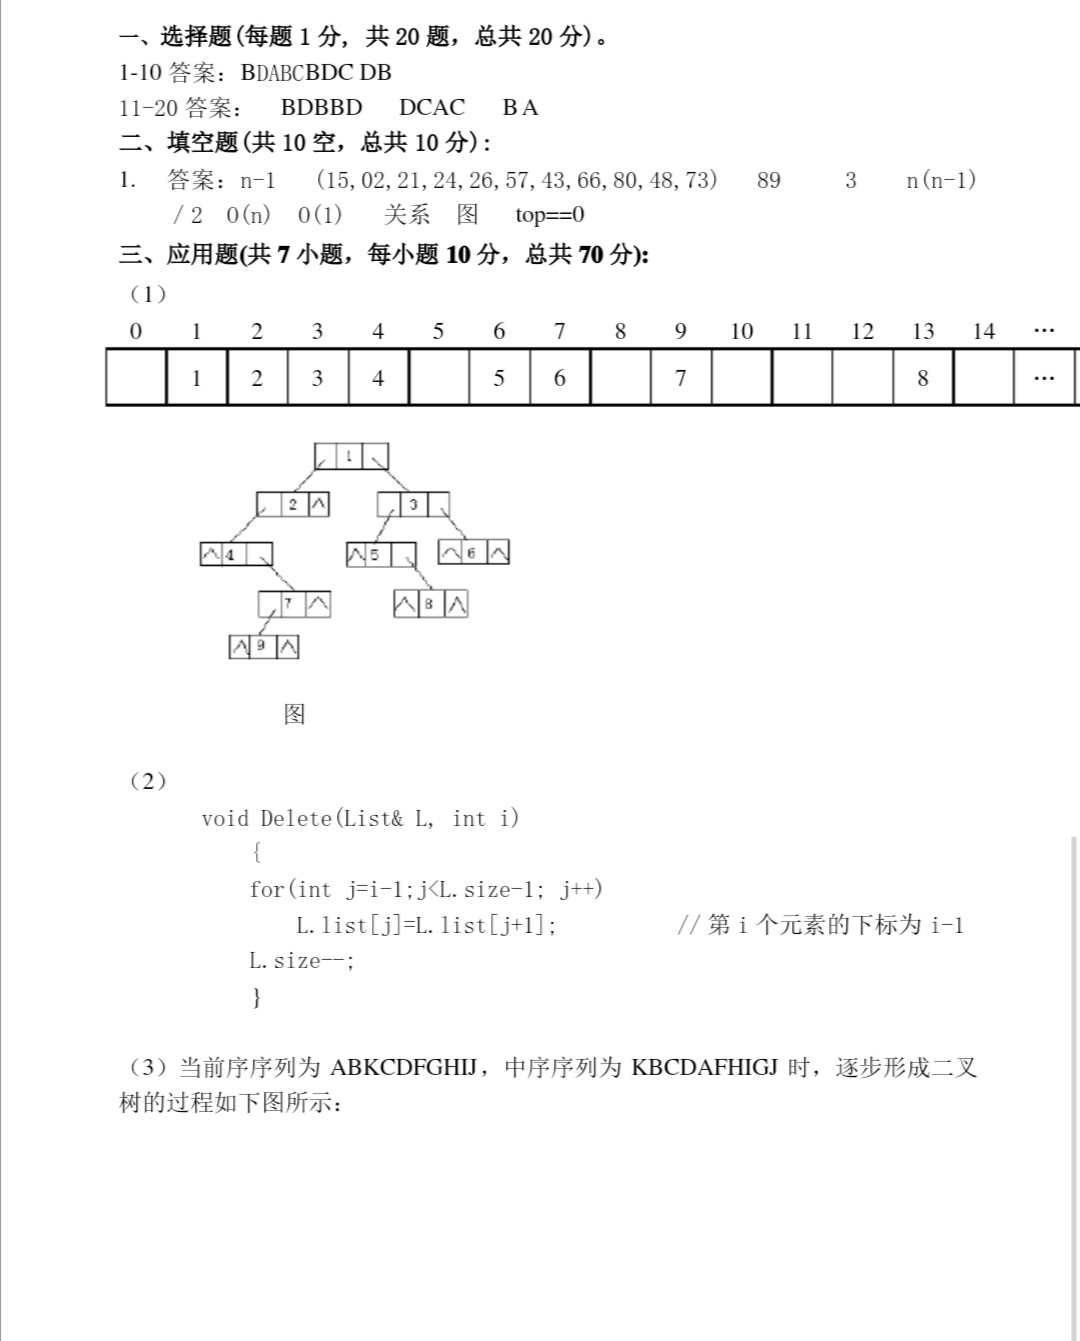 一、选择题(每题 1 分, 共 20 题，总共 20 分)。
1-10 答案：BDABCBDC DB
11-20 答案： BDBBD DCAC B A
二、填空题(共 10 空，总共 10 分):
1. 答案：n-1 (15,02,21,24,26,57,43,66,80,48,73) 89 3 n(n-1)
/ 2 O(n) O(1) 关系 图 top==0
三、应用题(共 7 小题，每小题 10 分，总共 70 分):
（1）
0 1 2 3 4 5 6 7 8 9 10 11 12 13 14 …
1 2 3 4 5 6 7 8 …
1
2 ∧ 3
∧ 4 ∧ 5 ∧ 6 ∧
7 ∧ ∧ 8 ∧
∧ 9 ∧
图
（2）
void Delete(List& L, int i)
{
for(int j=i-1;j<L.size-1; j++)
L.list[j]=L.list[j+1]; // 第 i 个元素的下标为 i-1
L.size--;
}
（3）当前序序列为 ABKCDFGHIJ，中序序列为 KBCDAFHIGJ 时，逐步形成二叉
树的过程如下图所示：